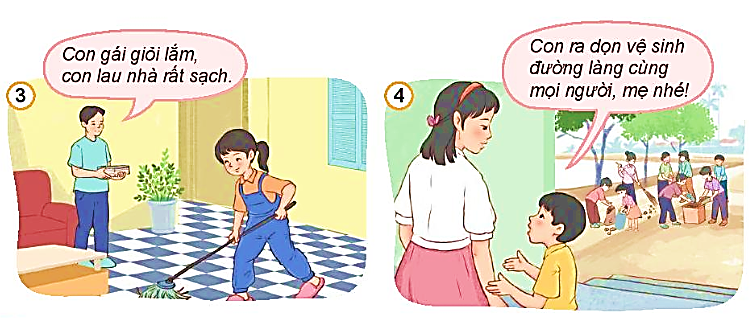 Con gái giỏi lắm,
con lau nhà rất sạch.
3
Con ra dọn vệ sinh
đường làng cùng
mọi người, mẹ nhé!
4